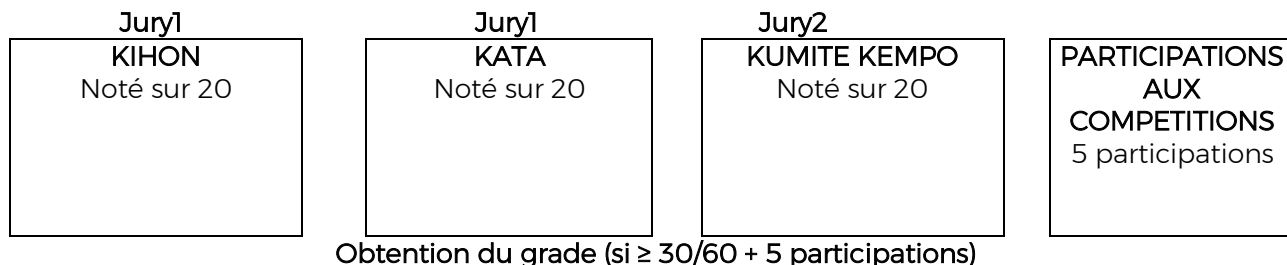 Jury1
KIHON
Noté sur 20
Jury1
KATA
Noté sur 20
Jury2
KUMITE KEMPO
Noté sur 20
PARTICIPATIONS
AUX
COMPETITIONS
5 participations
Obtention du grade (si ≥ 30/60 + 5 participations)